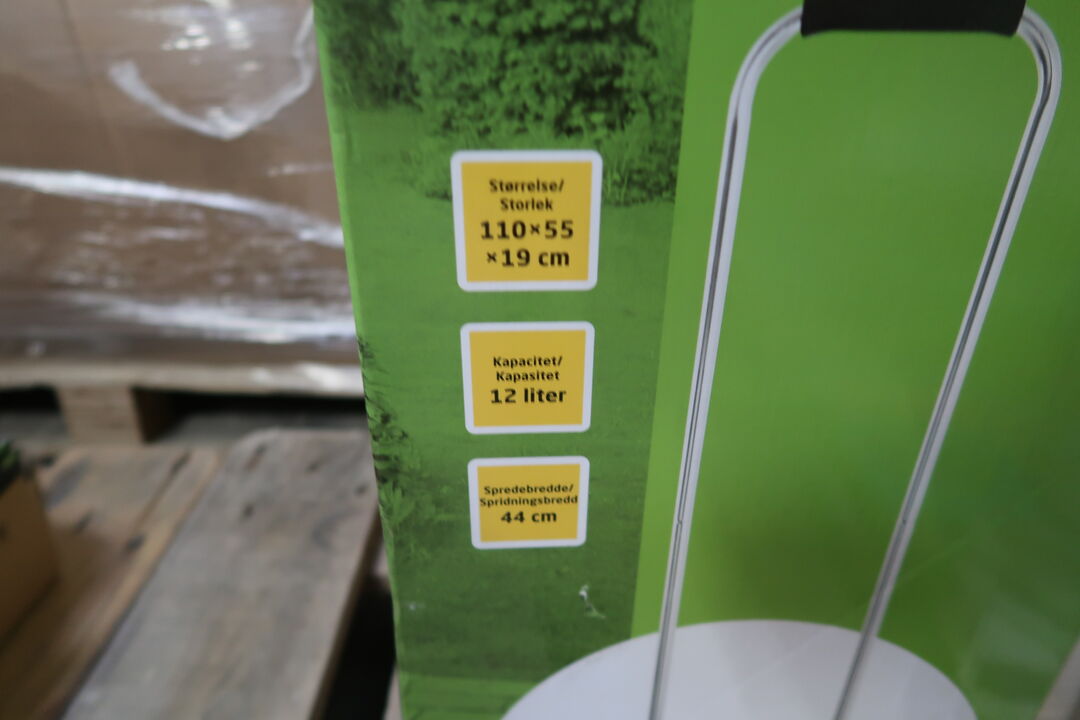 Størrelse/
Storlek
110×55
×19 cm
Kapacitet/
Kapasitet
12 liter
Spredebredde/
Spridningsbredd
44 cm